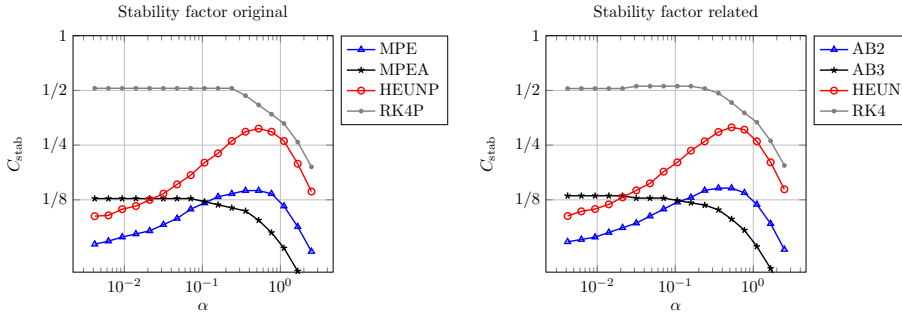 Stability factor original
1
1/2
1/4
1/8
C_stab
10^-2
10^-1
10^0
α
MPE
MPEA
HEUNP
RK4P
Stability factor related
1
1/2
1/4
1/8
C_stab
10^-2
10^-1
10^0
α
AB2
AB3
HEUN
RK4